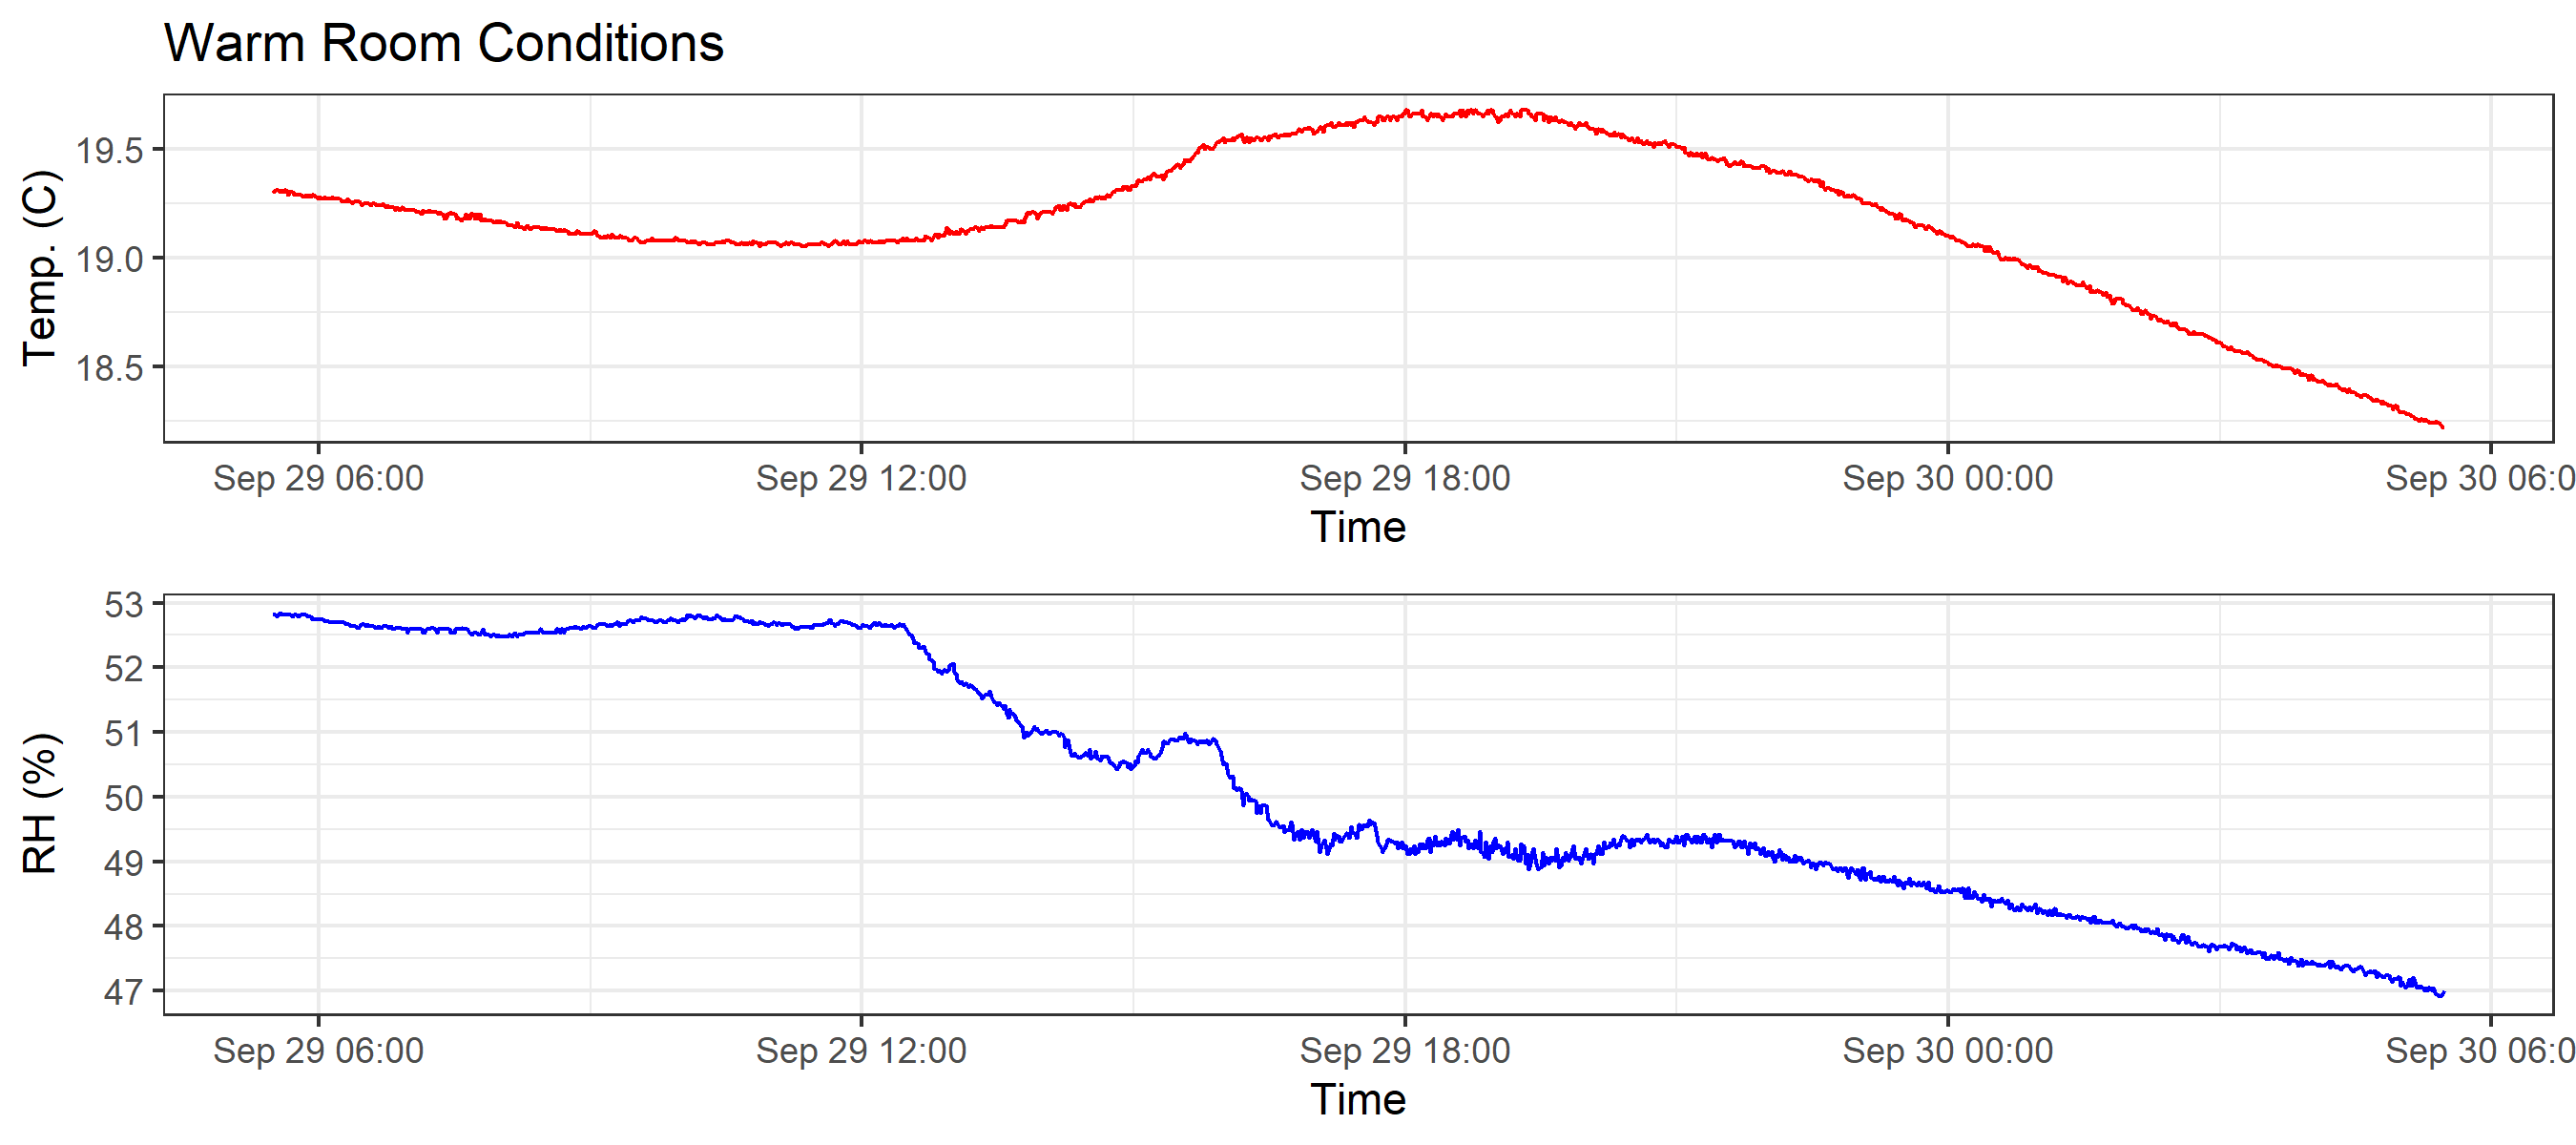 Warm Room Conditions
Temp. (C)
19.5
19.0
18.5
Sep 29 06:00 Sep 29 12:00 Sep 29 18:00 Sep 30 00:00 Sep 30 06:0
Time
RH (%)
53
52
51
50
49
48
47
Sep 29 06:00 Sep 29 12:00 Sep 29 18:00 Sep 30 00:00 Sep 30 06:0
Time